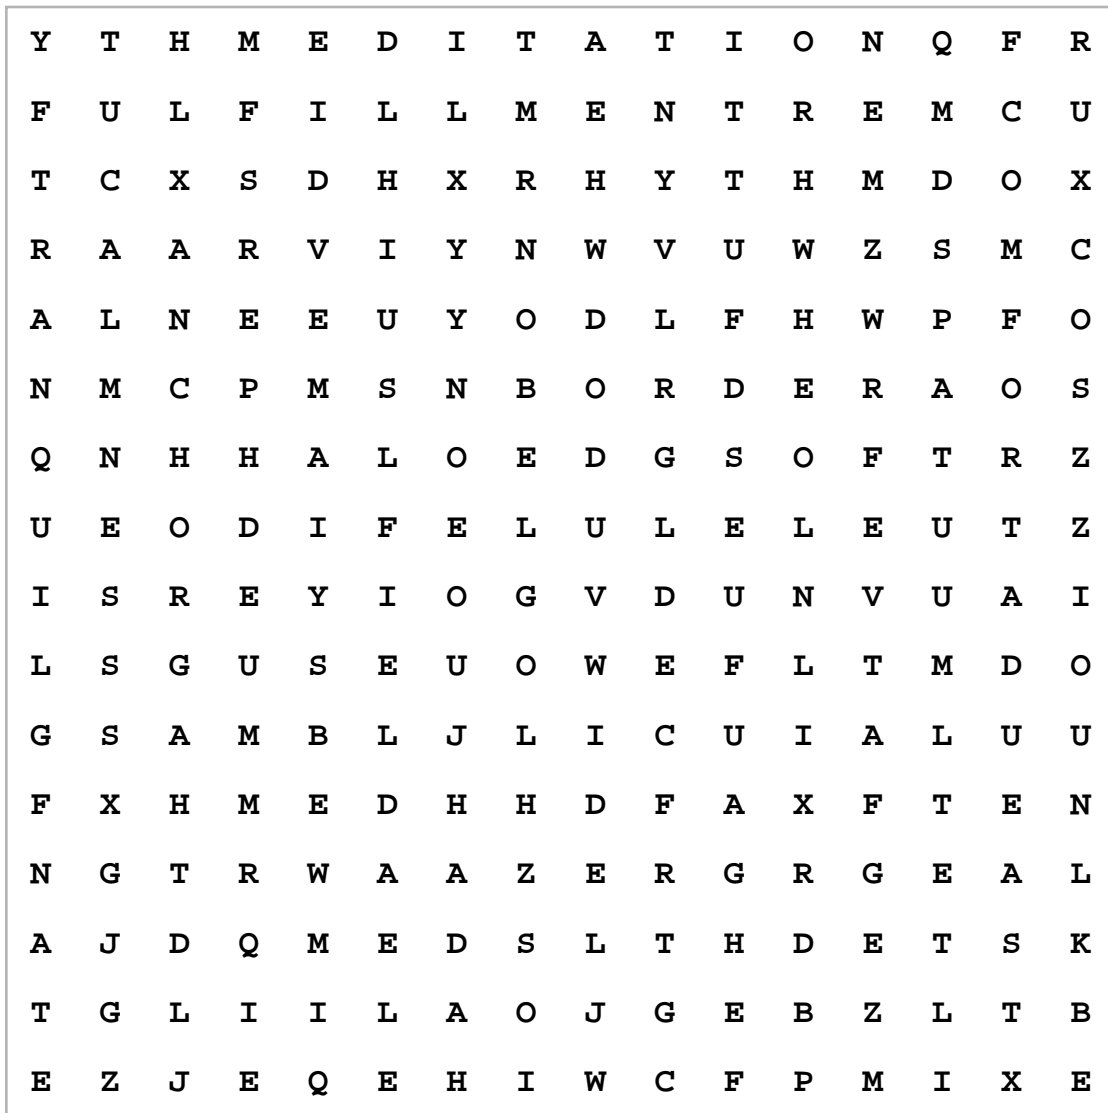 Y T H M E D I T A T I O N Q F R
F U L F I L L M E N T R E M C U
T C X S D H X R H Y T H M D O X
R A A R V I Y N W V U W Z S M C
A L N E E U Y O D L F H W P F O
N M C P M S N B O R D E R A O S
Q N H H A L O E D G S O F T R Z
U E O D I F E L U L E L E U T Z
I S R E Y I O G V D U N V U A I
L S G U S E U O W E F L T M D O
G S A M B L J L I C U I A L U U
F X H M E D H H D F A X F T E N
N G T R W A A Z E R G R G E A L
A J D Q M E D S L T H D E T S K
T G L I I L A O J G E B Z L T B
E Z J E Q E H I W C F P M I X E